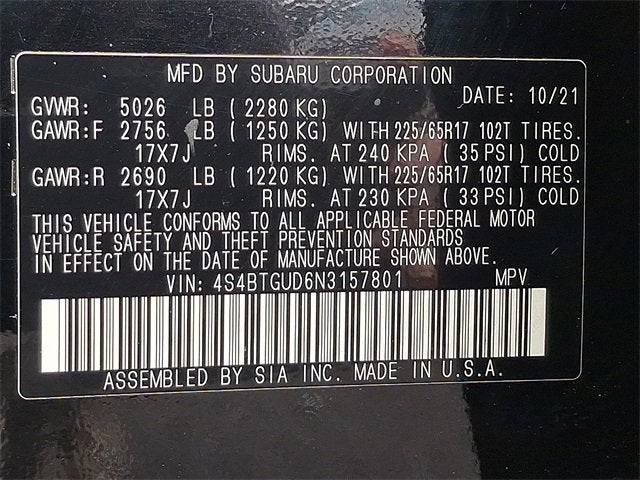 MFD BY SUBARU CORPORATION
DATE: 10/21
GVWR: 5026 LB ( 2280 KG)
GAWR:F 2756 LB ( 1250 KG) WITH 225/65R17 102T TIRES.
17X7J RIMS. AT 240 KPA ( 35 PSI) COLD
GAWR:R 2690 LB ( 1220 KG) WITH 225/65R17 102T TIRES.
17X7J RIMS. AT 230 KPA ( 33 PSI) COLD
THIS VEHICLE CONFORMS TO ALL APPLICABLE FEDERAL MOTOR
VEHICLE SAFETY AND THEFT PREVENTION STANDARDS
IN EFFECT ON THE DATE OF MANUFACTURE SHOWN ABOVE.
VIN: 4S4BTGUD6N3157801 MPV
ASSEMBLED BY SIA INC. MADE IN U.S.A.